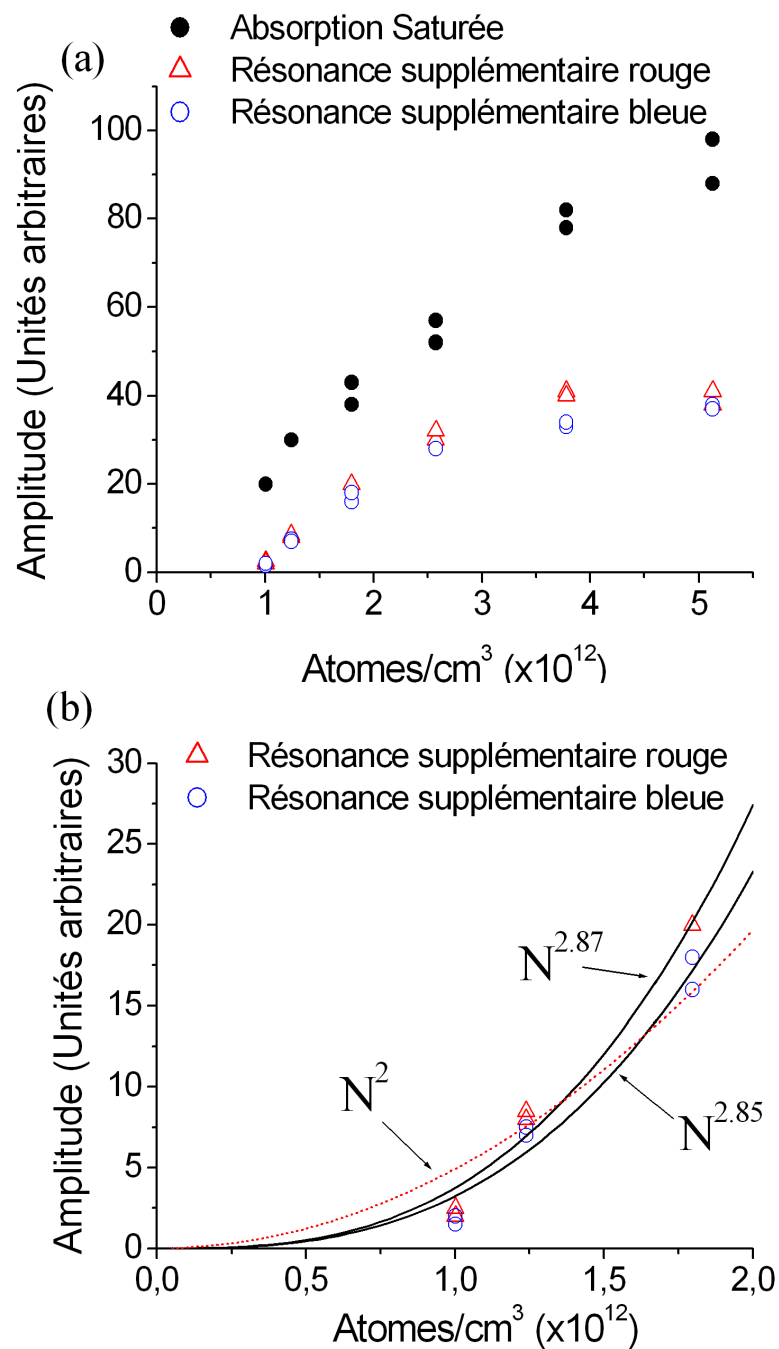 (a)
Absorption Saturée
Résonance supplémentaire rouge
Résonance supplémentaire bleue
Amplitude (Unités arbitraires)
100
80
60
40
20
0
0 1 2 3 4 5
Atomes/cm³ (x10¹²)
(b)
Résonance supplémentaire rouge
Résonance supplémentaire bleue
Amplitude (Unités arbitraires)
30
25
20
15
10
5
0
N²·⁸⁷
N²
N²·⁸⁵
0,0 0,5 1,0 1,5 2,0
Atomes/cm³ (x10¹²)